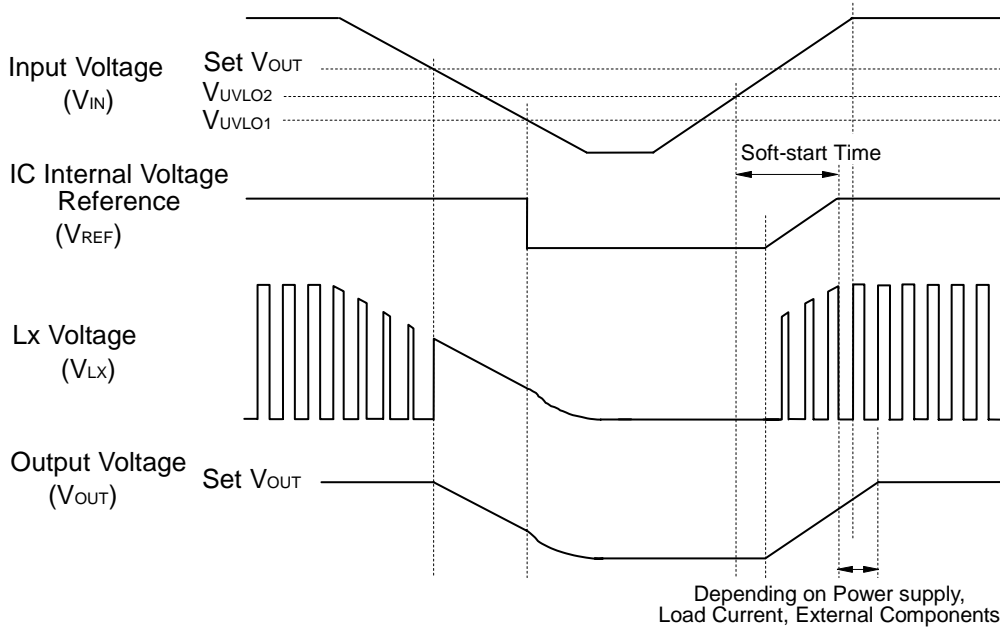 Input Voltage
(VIN)
Set VOUT
VUVLO2
VUVLO1
Soft-start Time
IC Internal Voltage
Reference
(VREF)
Lx Voltage
(VLX)
Output Voltage
(VOUT)
Set VOUT
Depending on Power supply,
Load Current, External Components